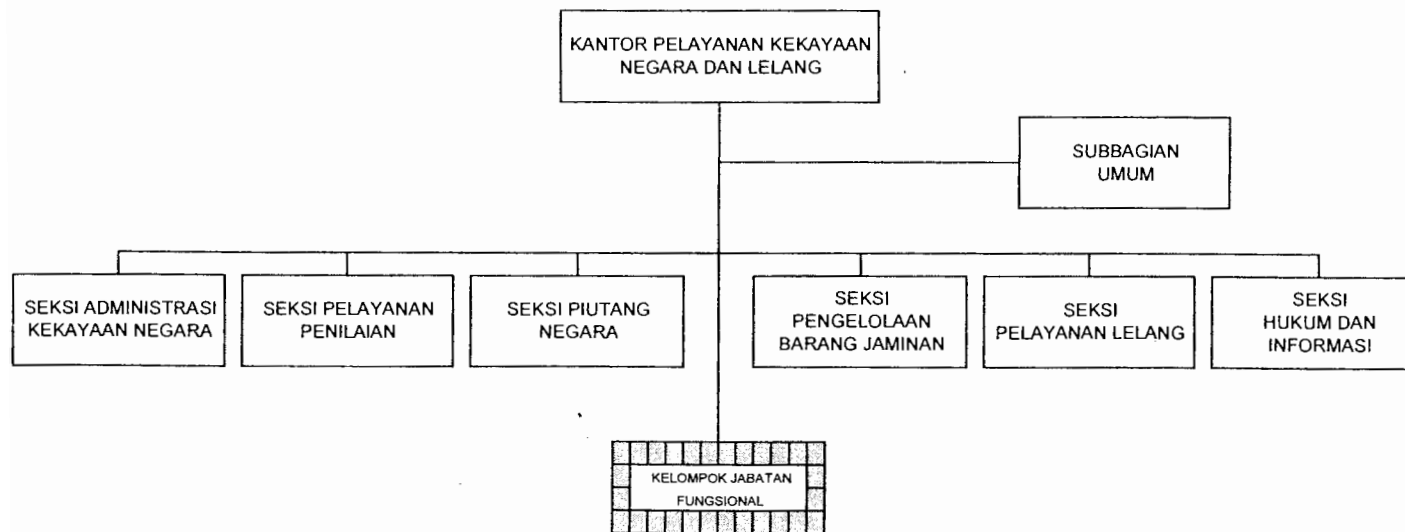 KANTOR PELAYANAN KEKAYAAN
NEGARA DAN LELANG
SUBBAGIAN
UMUM
SEKSI ADMINISTRASI
KEKAYAAN NEGARA
SEKSI PELAYANAN
PENILAIAN
SEKSI PIUTANG
NEGARA
SEKSI
PENGELOLAAN
BARANG JAMINAN
SEKSI
PELAYANAN LELANG
SEKSI
HUKUM DAN
INFORMASI
KELOMPOK JABATAN
FUNGSIONAL